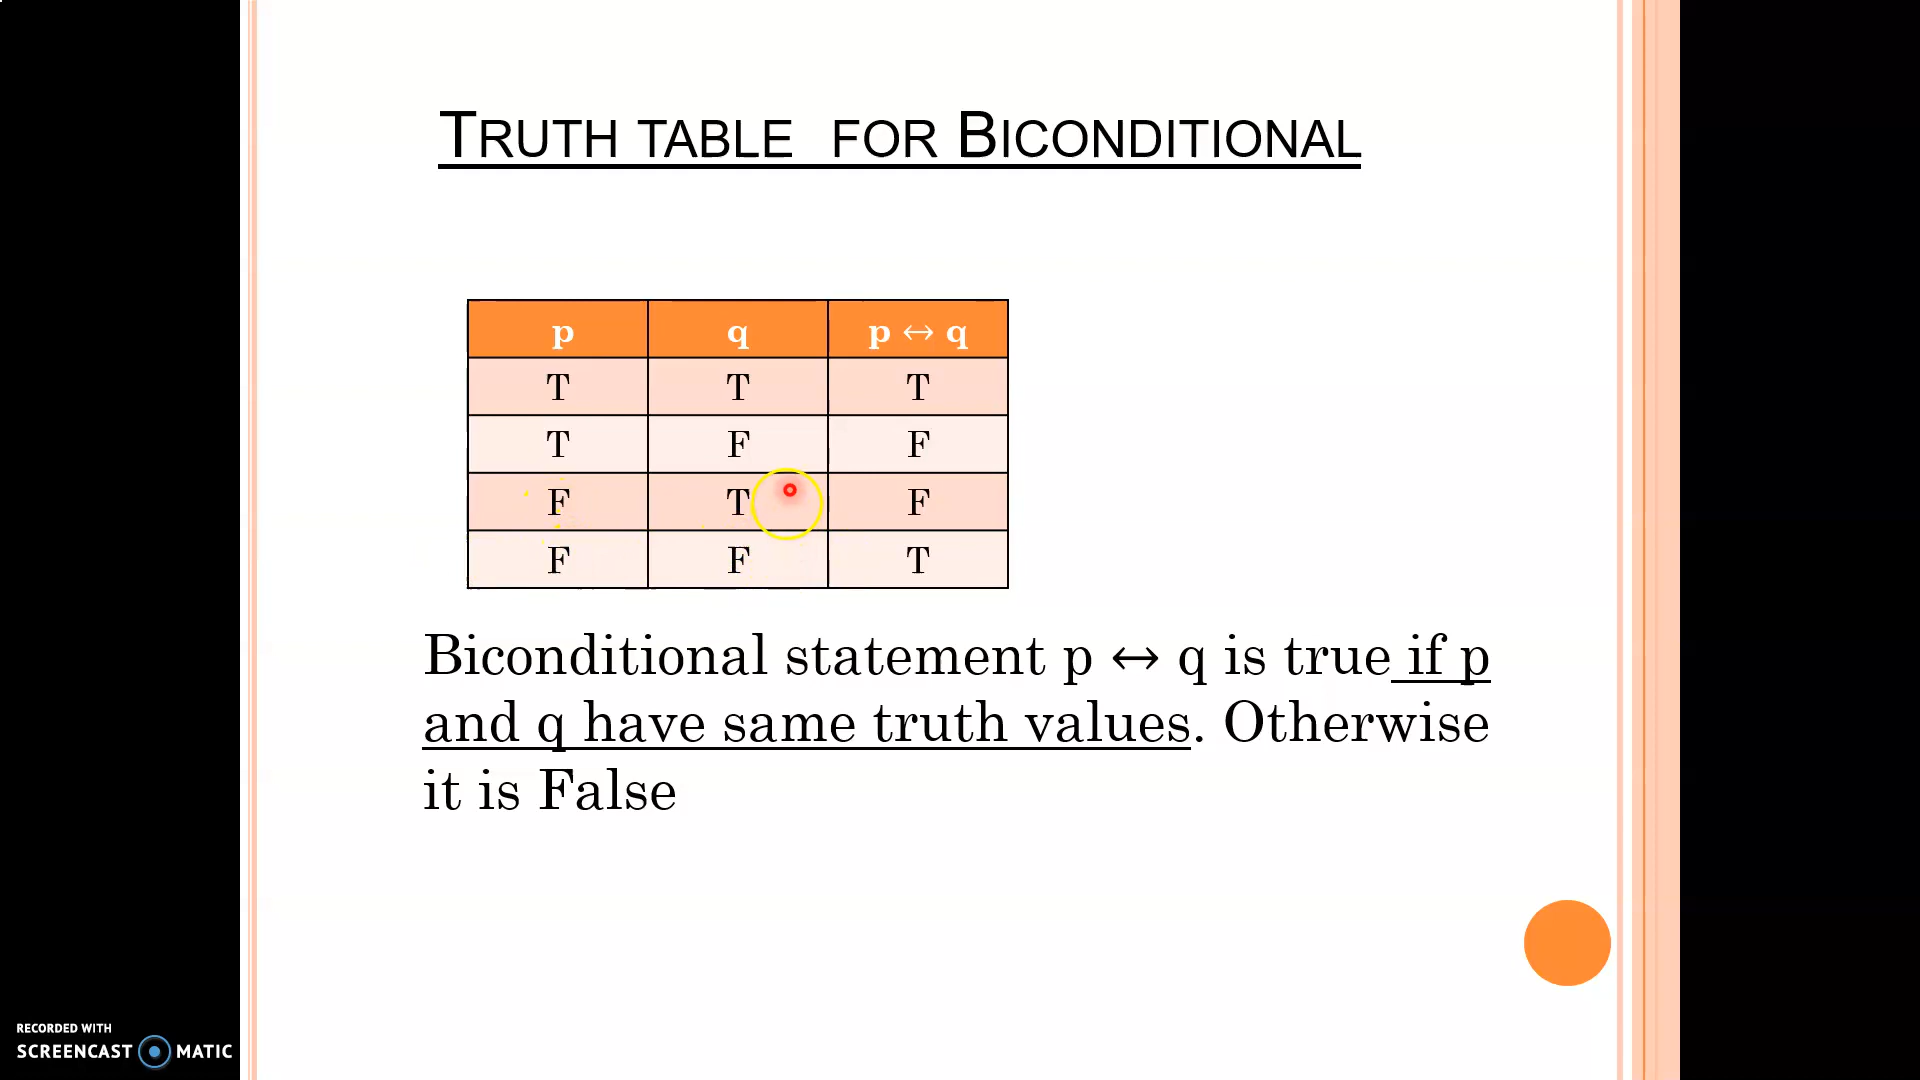 TRUTH TABLE FOR BICONDITIONAL
p q p ↔ q
T T T
T F F
F T F
F F T
Biconditional statement p ↔ q is true if p
and q have same truth values. Otherwise
it is False
RECORDED WITH
SCREENCAST MATIC